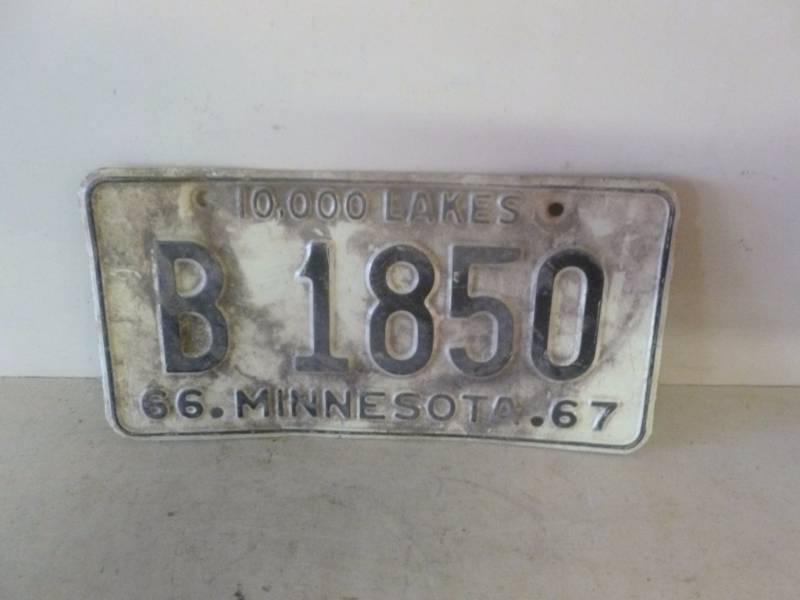 10,000 LAKES
B 1850
66. MINNESOTA .67